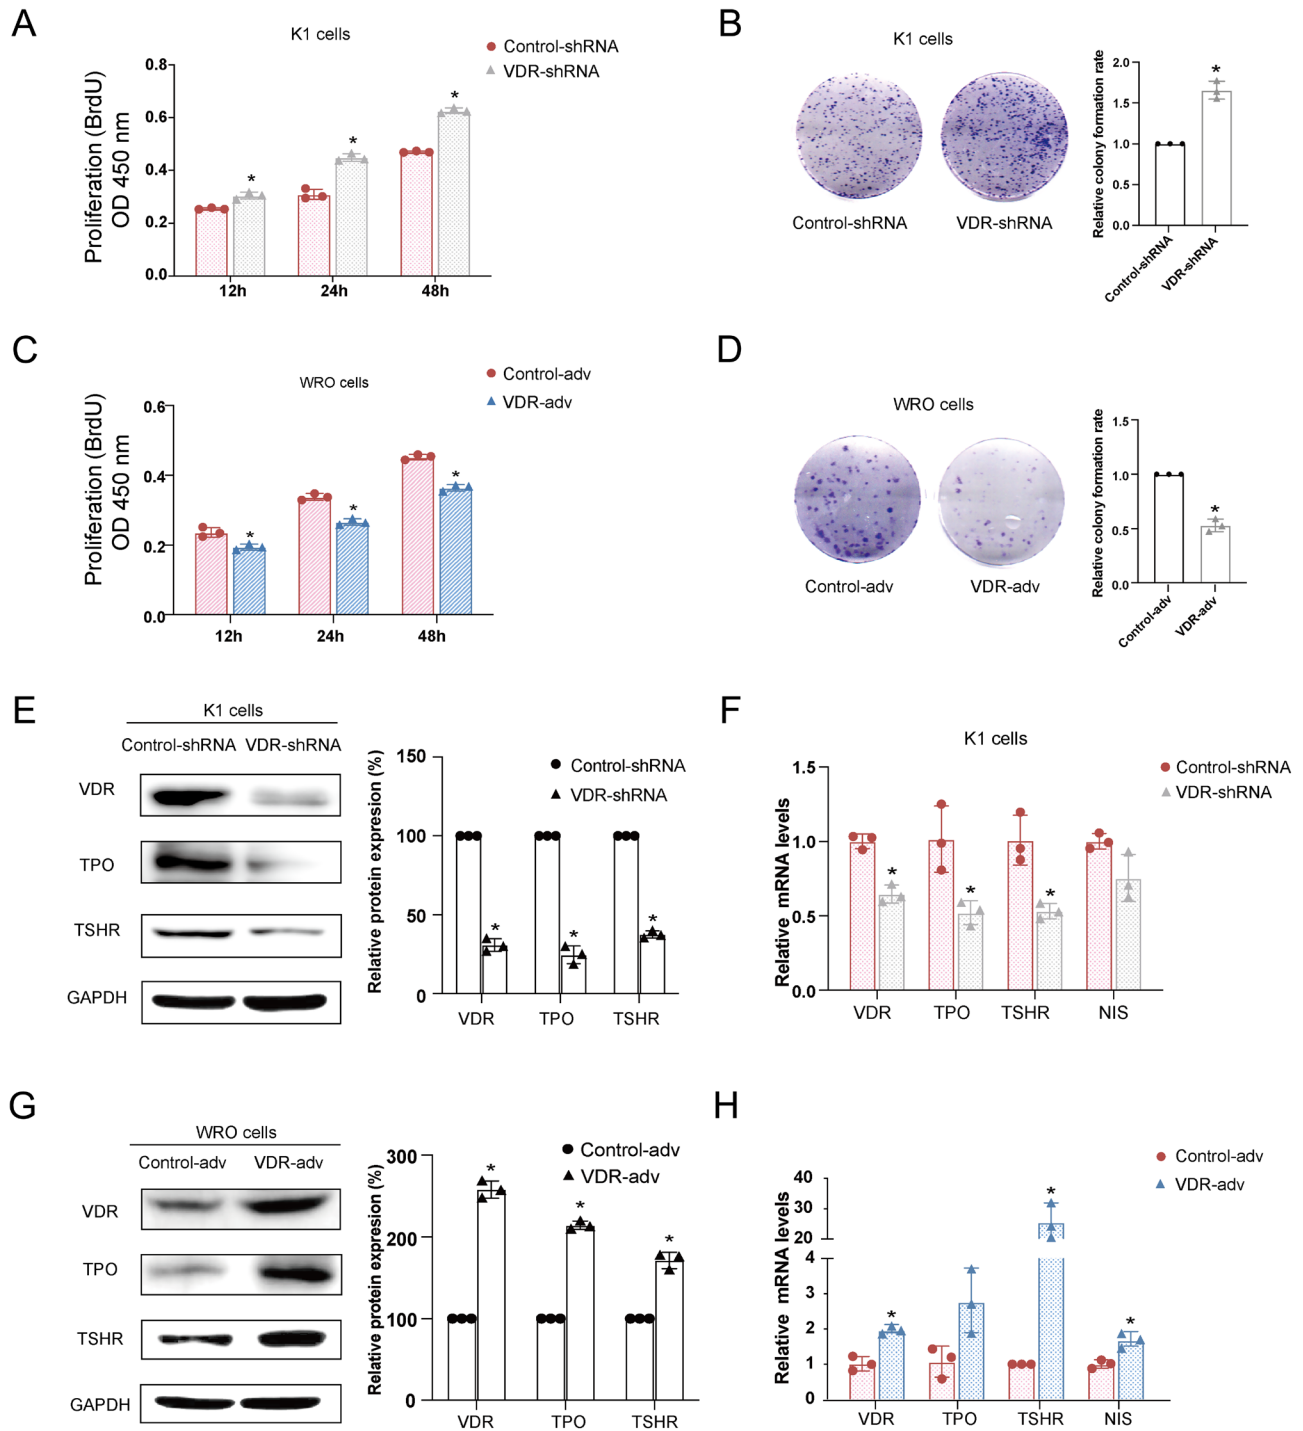 A
K1 cells
Control-shRNA
VDR-shRNA
Proliferation (BrdU)
OD 450 nm
0.8
0.6
0.4
0.2
0.0
*
*
*
12h
24h
48h
B
K1 cells
Control-shRNA
VDR-shRNA
Relative colony formation rate
2.0
1.5
1.0
0.5
0.0
*
Control-shRNA
VDR-shRNA
C
WRO cells
Control-adv
VDR-adv
Proliferation (BrdU)
OD 450 nm
0.6
0.4
0.2
0.0
*
*
*
12h
24h
48h
D
WRO cells
Control-adv
VDR-adv
Relative colony formation rate
1.5
1.0
0.5
0.0
*
Control-adv
VDR-adv
E
K1 cells
Control-shRNA VDR-shRNA
VDR
TPO
TSHR
GAPDH
Relative protein expresion (%)
150
100
50
0
Control-shRNA
VDR-shRNA
*
*
*
VDR
TPO
TSHR
F
K1 cells
Control-shRNA
VDR-shRNA
Relative mRNA levels
1.5
1.0
0.5
0.0
*
*
*
VDR
TPO
TSHR
NIS
G
WRO cells
Control-adv VDR-adv
VDR
TPO
TSHR
GAPDH
Relative protein expresion (%)
300
200
100
0
Control-adv
VDR-adv
*
*
*
VDR
TPO
TSHR
H
Control-adv
VDR-adv
Relative mRNA levels
40
30
20
4
3
2
1
0
*
*
*
VDR
TPO
TSHR
NIS